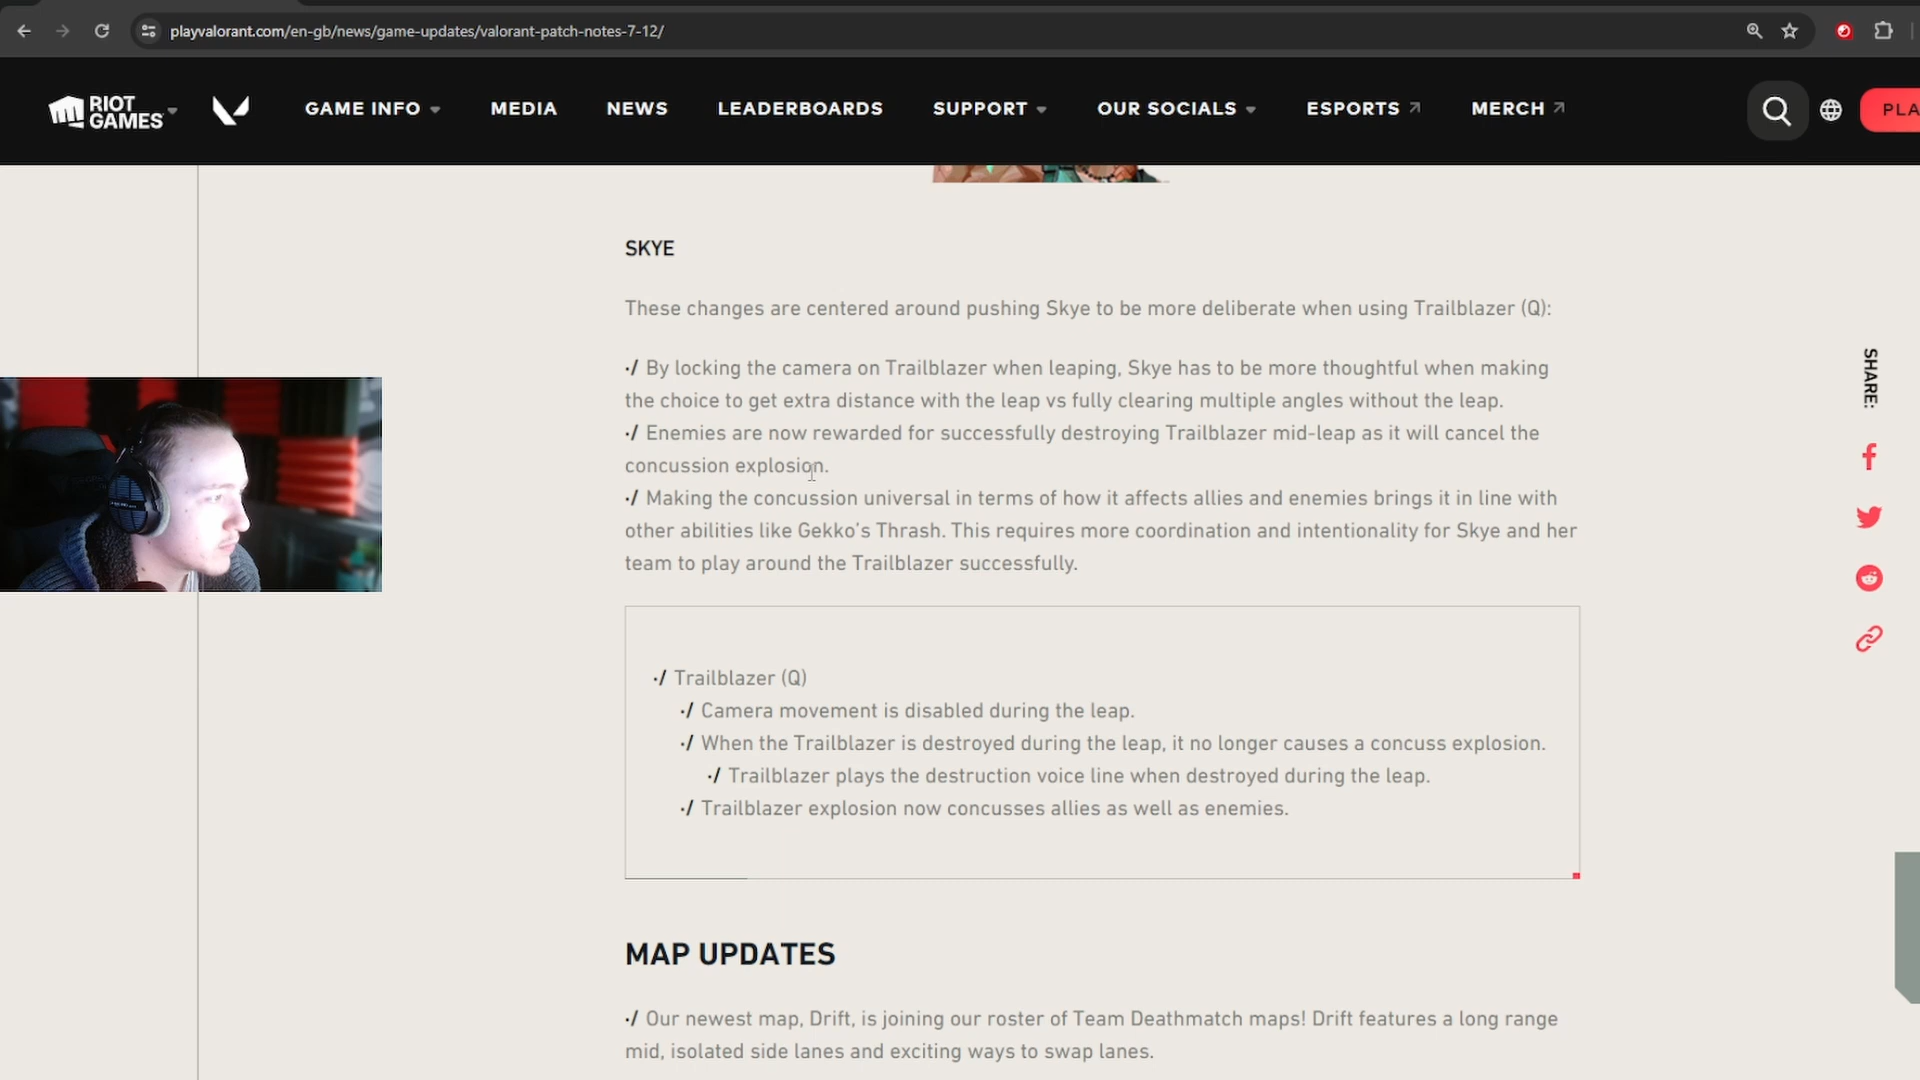 playvalorant.com/en-gb/news/game-updates/valorant-patch-notes-7-12/
RIOT GAMES
GAME INFO MEDIA NEWS LEADERBOARDS SUPPORT OUR SOCIALS ESPORTS MERCH PLA
SKYE
These changes are centered around pushing Skye to be more deliberate when using Trailblazer (Q):
·/ By locking the camera on Trailblazer when leaping, Skye has to be more thoughtful when making
the choice to get extra distance with the leap vs fully clearing multiple angles without the leap.
·/ Enemies are now rewarded for successfully destroying Trailblazer mid-leap as it will cancel the
concussion explosion.
·/ Making the concussion universal in terms of how it affects allies and enemies brings it in line with
other abilities like Gekko’s Thrash. This requires more coordination and intentionality for Skye and her
team to play around the Trailblazer successfully.
SHARE:
·/ Trailblazer (Q)
·/ Camera movement is disabled during the leap.
·/ When the Trailblazer is destroyed during the leap, it no longer causes a concuss explosion.
·/ Trailblazer plays the destruction voice line when destroyed during the leap.
·/ Trailblazer explosion now concusses allies as well as enemies.
MAP UPDATES
·/ Our newest map, Drift, is joining our roster of Team Deathmatch maps! Drift features a long range
mid, isolated side lanes and exciting ways to swap lanes.